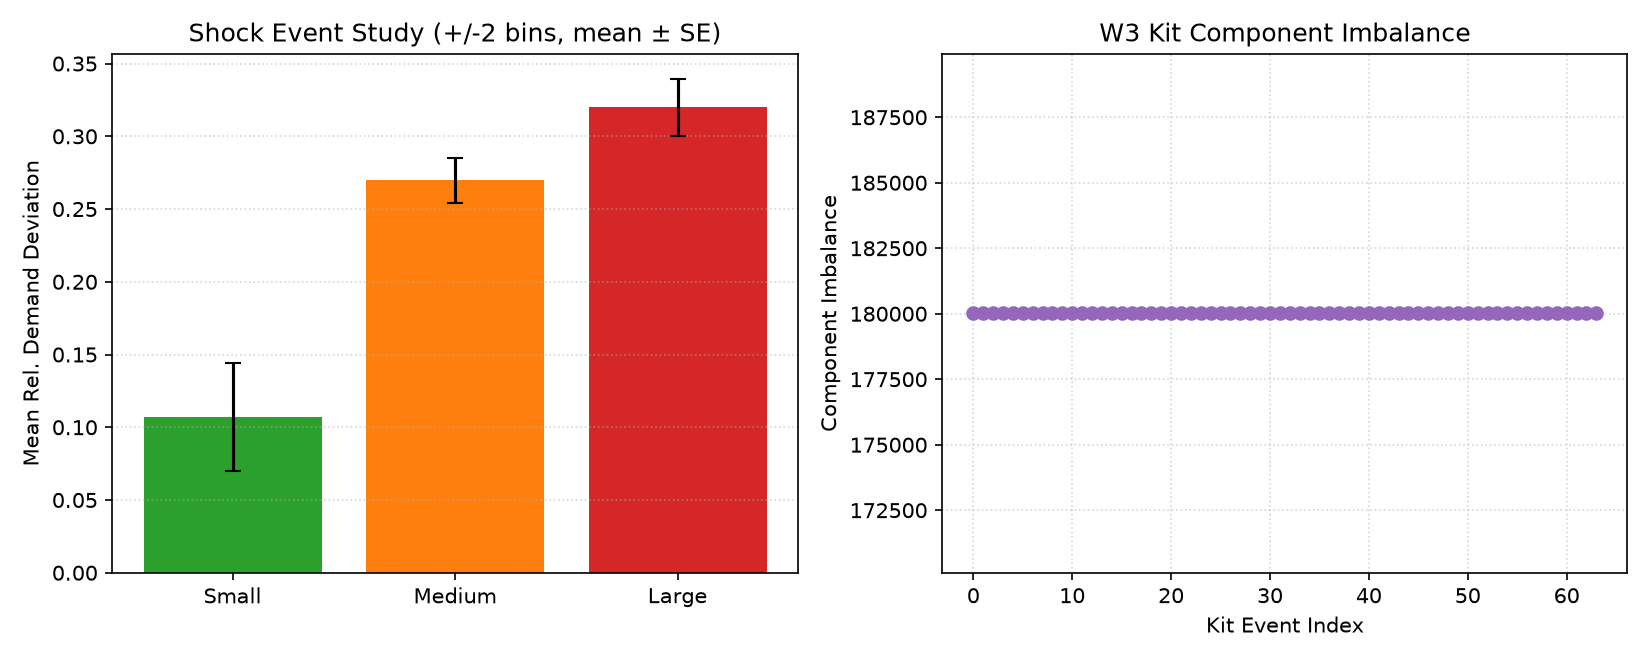 Shock Event Study (+/-2 bins, mean ± SE)
Mean Rel. Demand Deviation
0.35
0.30
0.25
0.20
0.15
0.10
0.05
0.00
Small Medium Large
W3 Kit Component Imbalance
Component Imbalance
187500
185000
182500
180000
177500
175000
172500
0 10 20 30 40 50 60
Kit Event Index